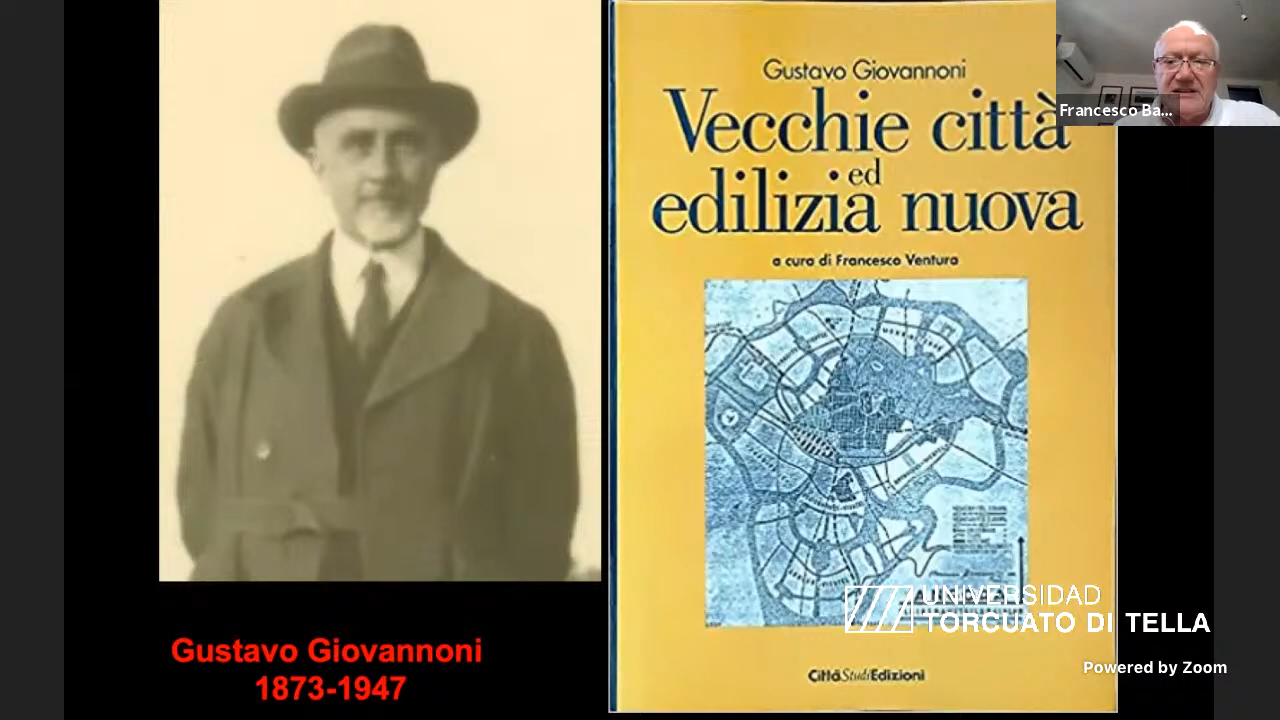 Gustavo Giovannoni
Vecchie città
ed
edilizia nuova
a cura di Francesco Ventura
CittàStudiEdizioni
Gustavo Giovannoni
1873-1947
Francesco Ba...
UNIVERSIDAD
TORCUATO DI TELLA
Powered by Zoom